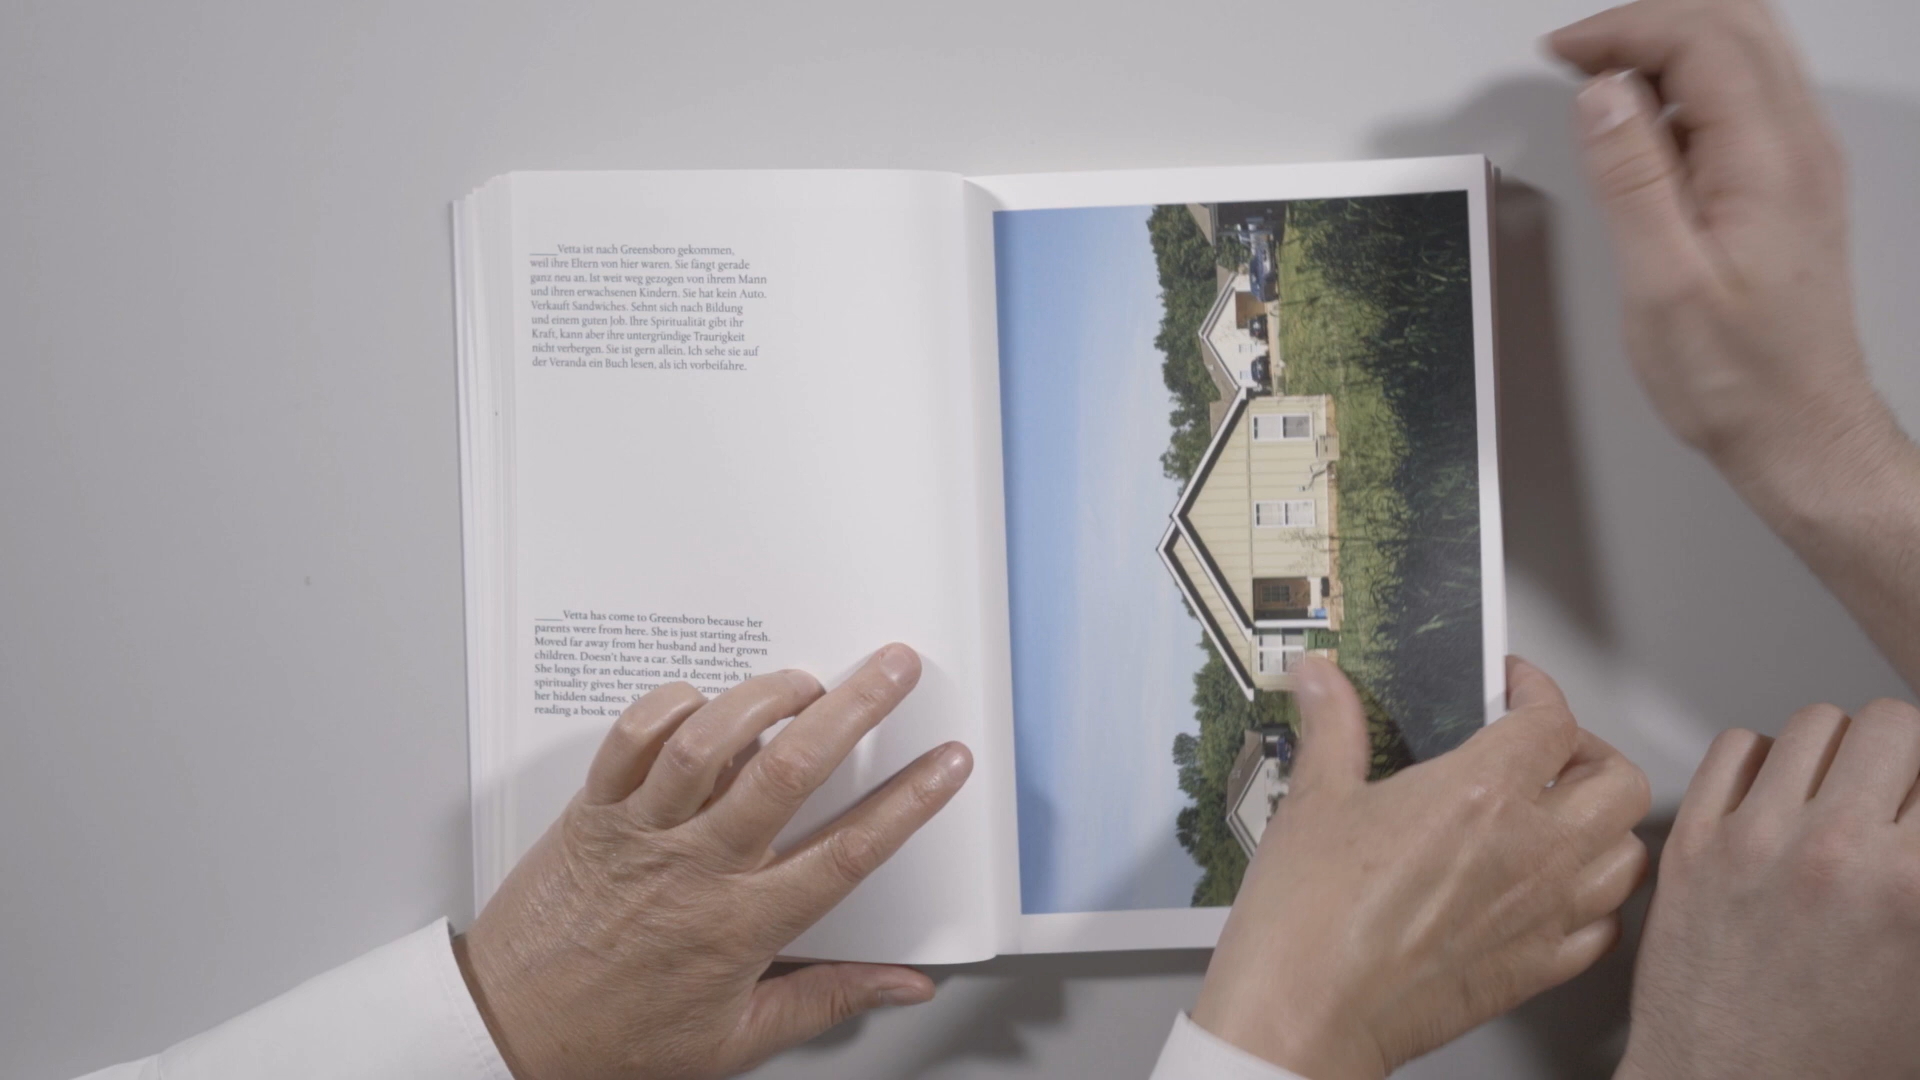 ____Vetta ist nach Greensboro gekommen,
weil ihre Eltern von hier waren. Sie fängt gerade
ganz neu an. Ist weit weg gezogen von ihrem Mann
und ihren erwachsenen Kindern. Sie hat kein Auto.
Verkauft Sandwiches. Sehnt sich nach Bildung
und einem guten Job. Ihre Spiritualität gibt ihr
Kraft, kann aber ihre untergründige Traurigkeit
nicht verbergen. Sie ist gern allein. Ich sehe sie auf
der Veranda ein Buch lesen, als ich vorbeifahre.
____Vetta has come to Greensboro because her
parents were from here. She is just starting afresh.
Moved far away from her husband and her grown
children. Doesn't have a car. Sells sandwiches.
She longs for an education and a decent job.
spirituality gives her
her hidden sadness.
reading a book on